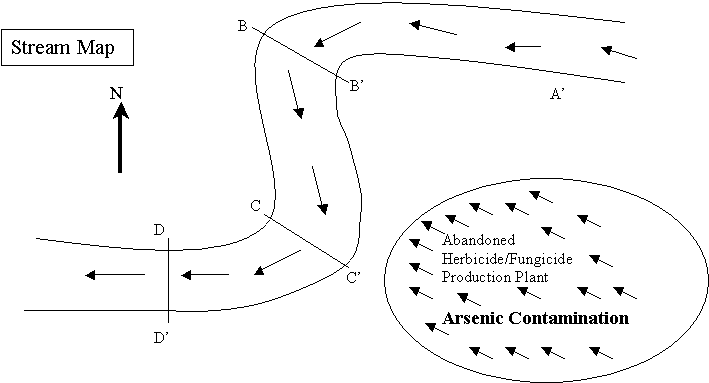 Stream Map
N
B
B'
A'
C
C'
D
D'
Abandoned
Herbicide/Fungicide
Production Plant
Arsenic Contamination